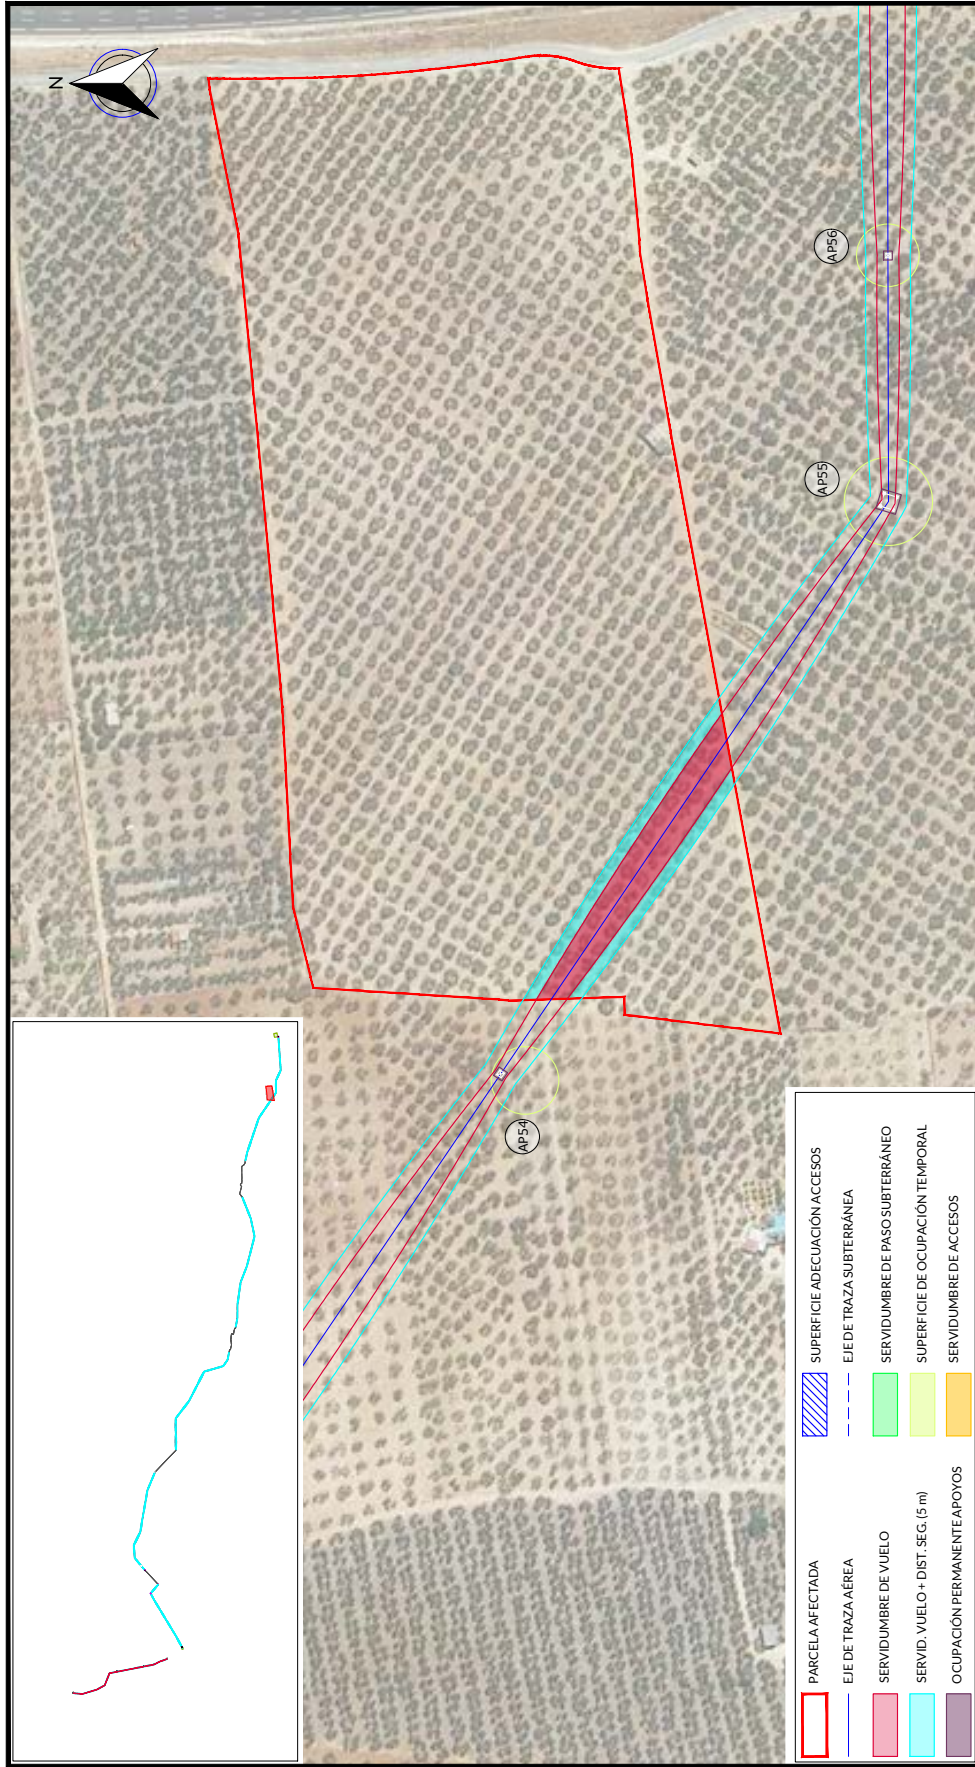 N
AP56
AP55
AP54
PARCELA AFECTADA
EJE DE TRAZA AÉREA
SERVIDUMBRE DE VUELO
SERVID. VUELO + DIST. SEG. (5 m)
OCUPACIÓN PERMANENTE APOYOS
SUPERFICIE ADECUACIÓN ACCESOS
EJE DE TRAZA SUBTERRÁNEA
SERVIDUMBRE DE PASO SUBTERRÁNEO
SUPERFICIE DE OCUPACIÓN TEMPORAL
SERVIDUMBRE DE ACCESOS